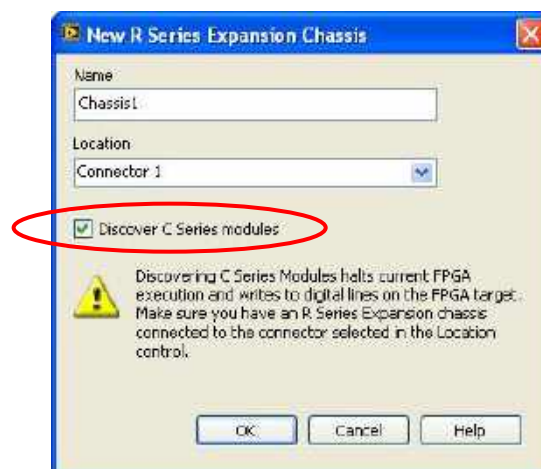 New R Series Expansion Chassis
Name
Chassis1
Location
Connector 1
Discover C Series modules
Discovering C Series Modules halts current FPGA
execution and writes to digital lines on the FPGA target.
Make sure you have an R Series Expansion chassis
connected to the connector selected in the Location
control.
OK Cancel Help